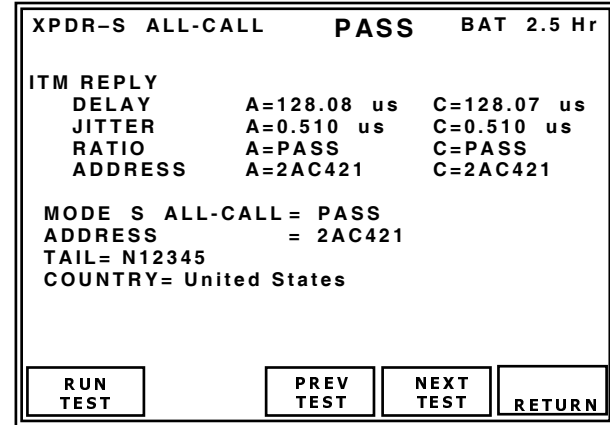 XPDR–S ALL-CALL PASS BAT 2.5 Hr
ITM REPLY
DELAY A=128.08 us C=128.07 us
JITTER A=0.510 us C=0.510 us
RATIO A=PASS C=PASS
ADDRESS A=2AC421 C=2AC421
MODE S ALL-CALL= PASS
ADDRESS = 2AC421
TAIL= N12345
COUNTRY= United States
RUN TEST
PREV TEST
NEXT TEST
RETURN